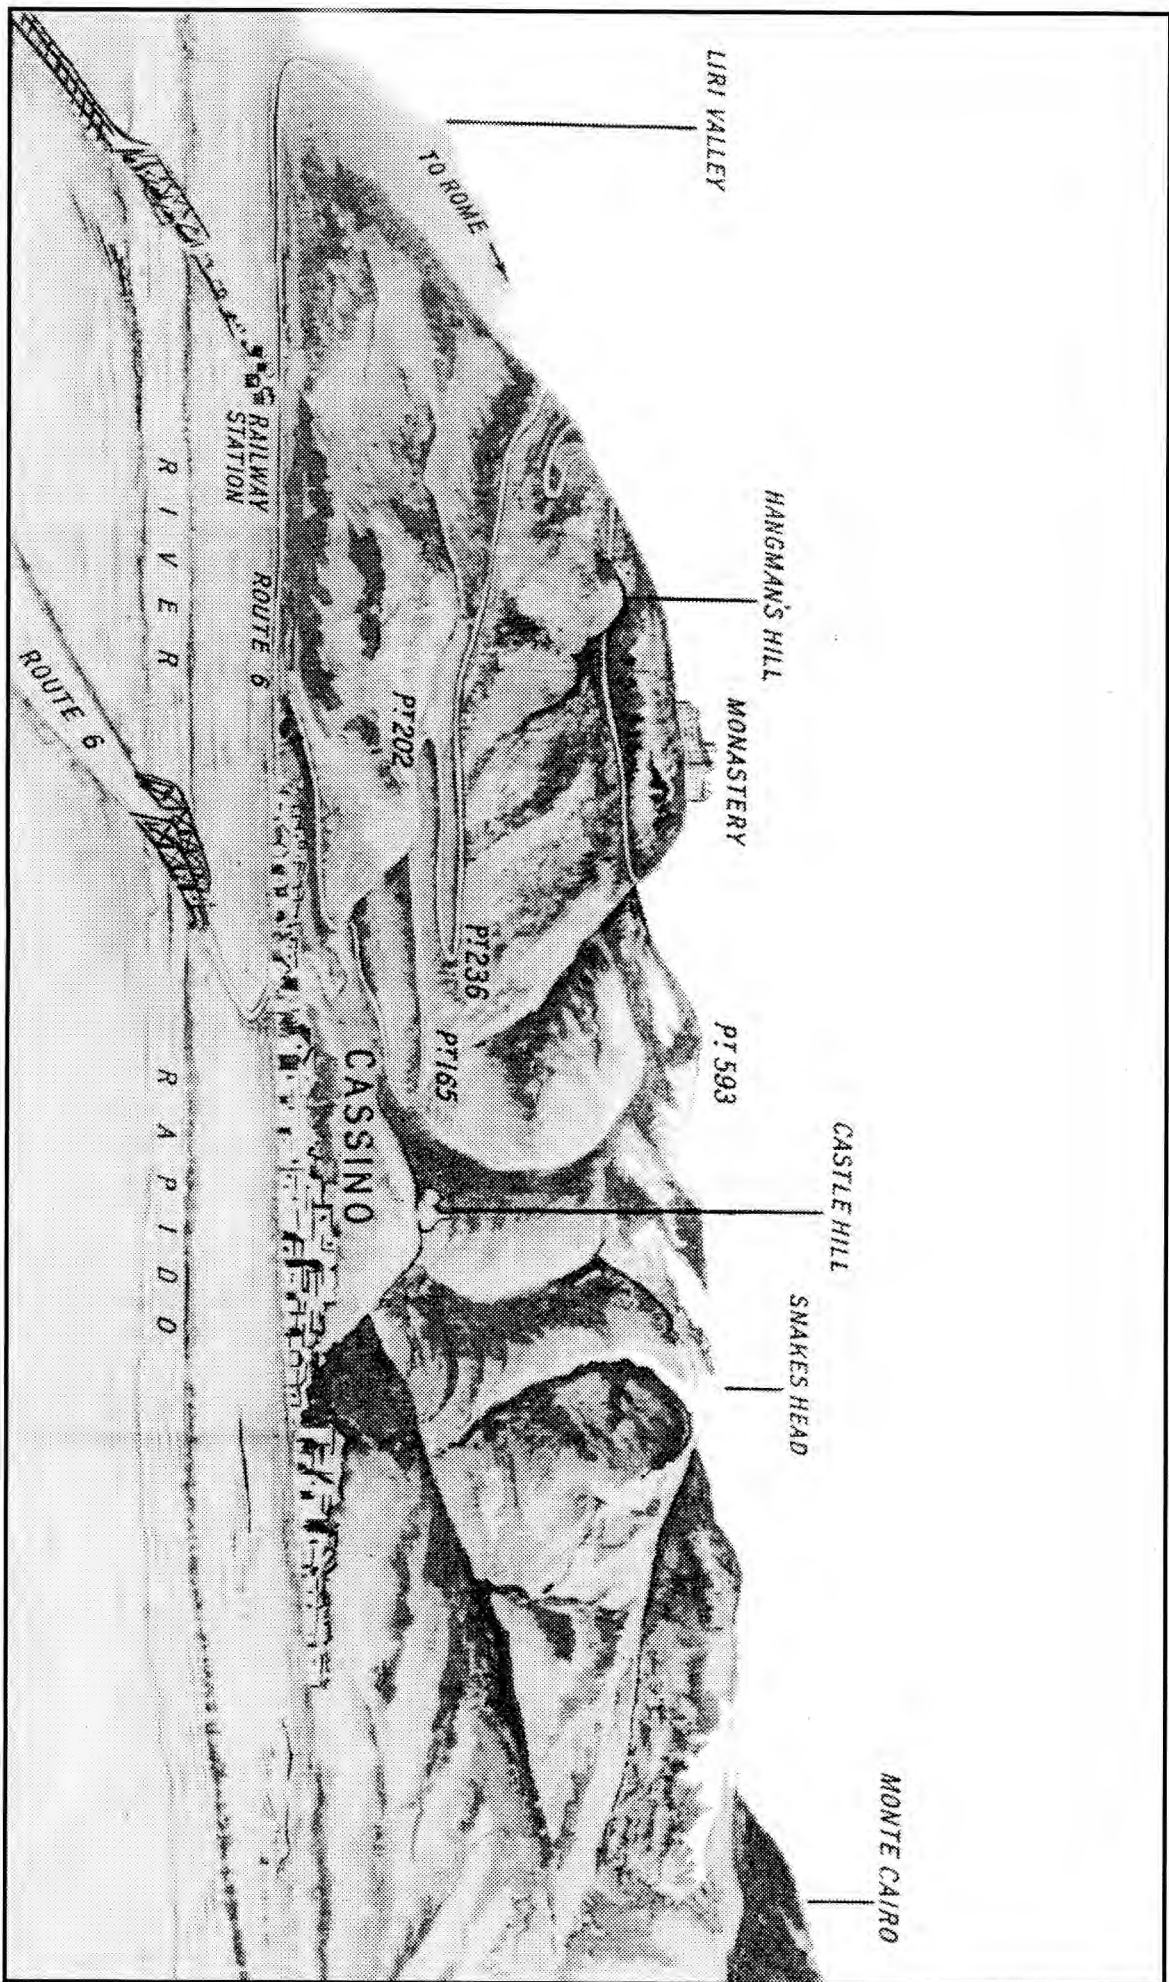 LIRI VALLEY
TO ROME →
HANGMAN'S HILL
MONASTERY
PT. 593
CASTLE HILL
SNAKES HEAD
MONTE CAIRO
PT. 202
PT. 236
PT. 165
CASSINO
RAILWAY
STATION
ROUTE 6
RIVER RAPIDO
ROUTE 6